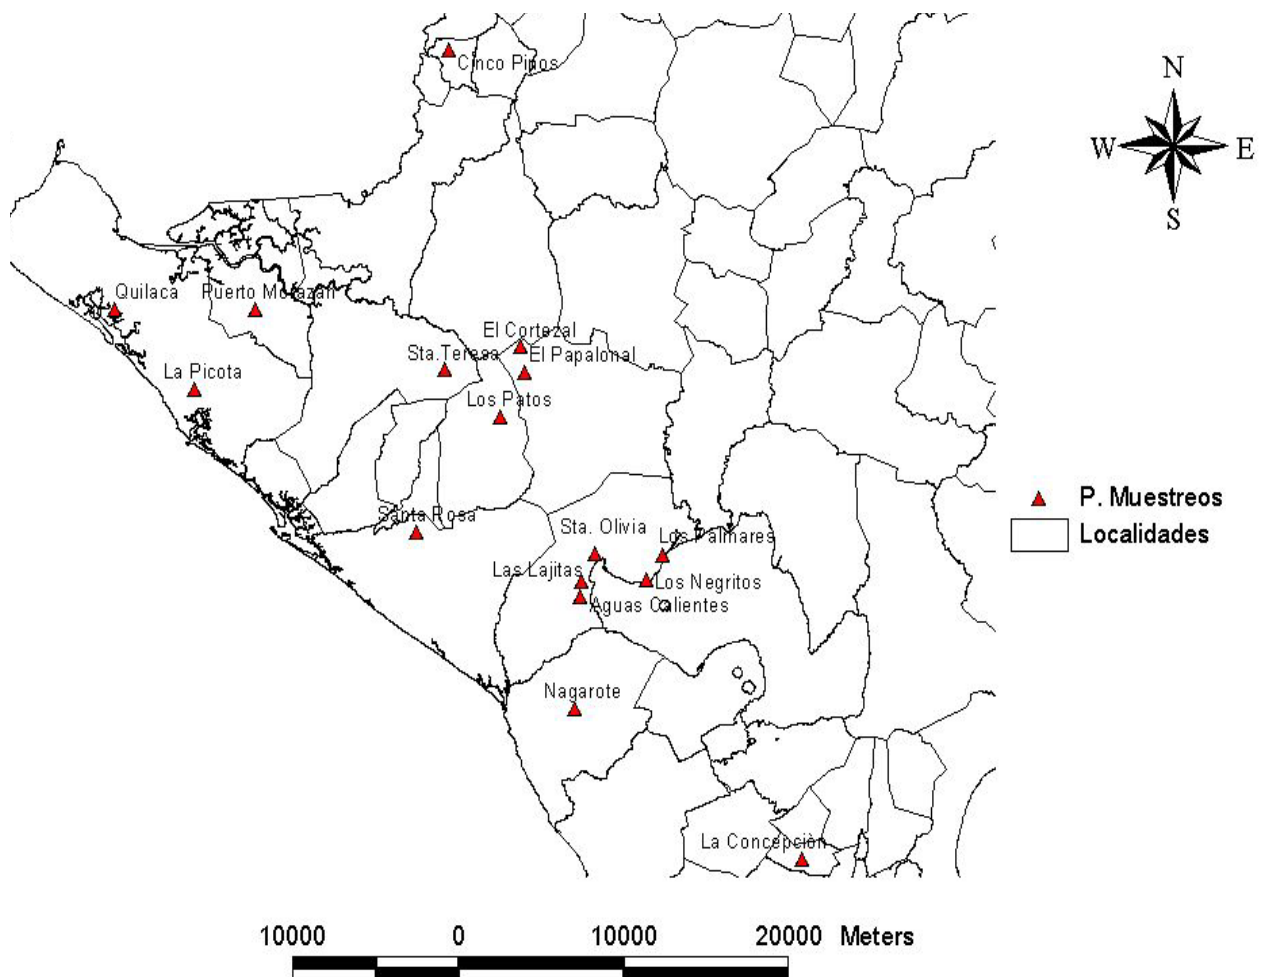 Cinco Pinos
N
W
E
S
Quilaca
Puerto Morazán
El Cortezal
Sta.Teresa
El Papalonal
La Picota
Los Patos
P. Muestreos
Santa Rosa
Sta. Olivia
Los Palmares
Localidades
Las Lajitas
Los Negritos
Aguas Calientes
Nagarote
La Concepciòn
10000 0 10000 20000 Meters